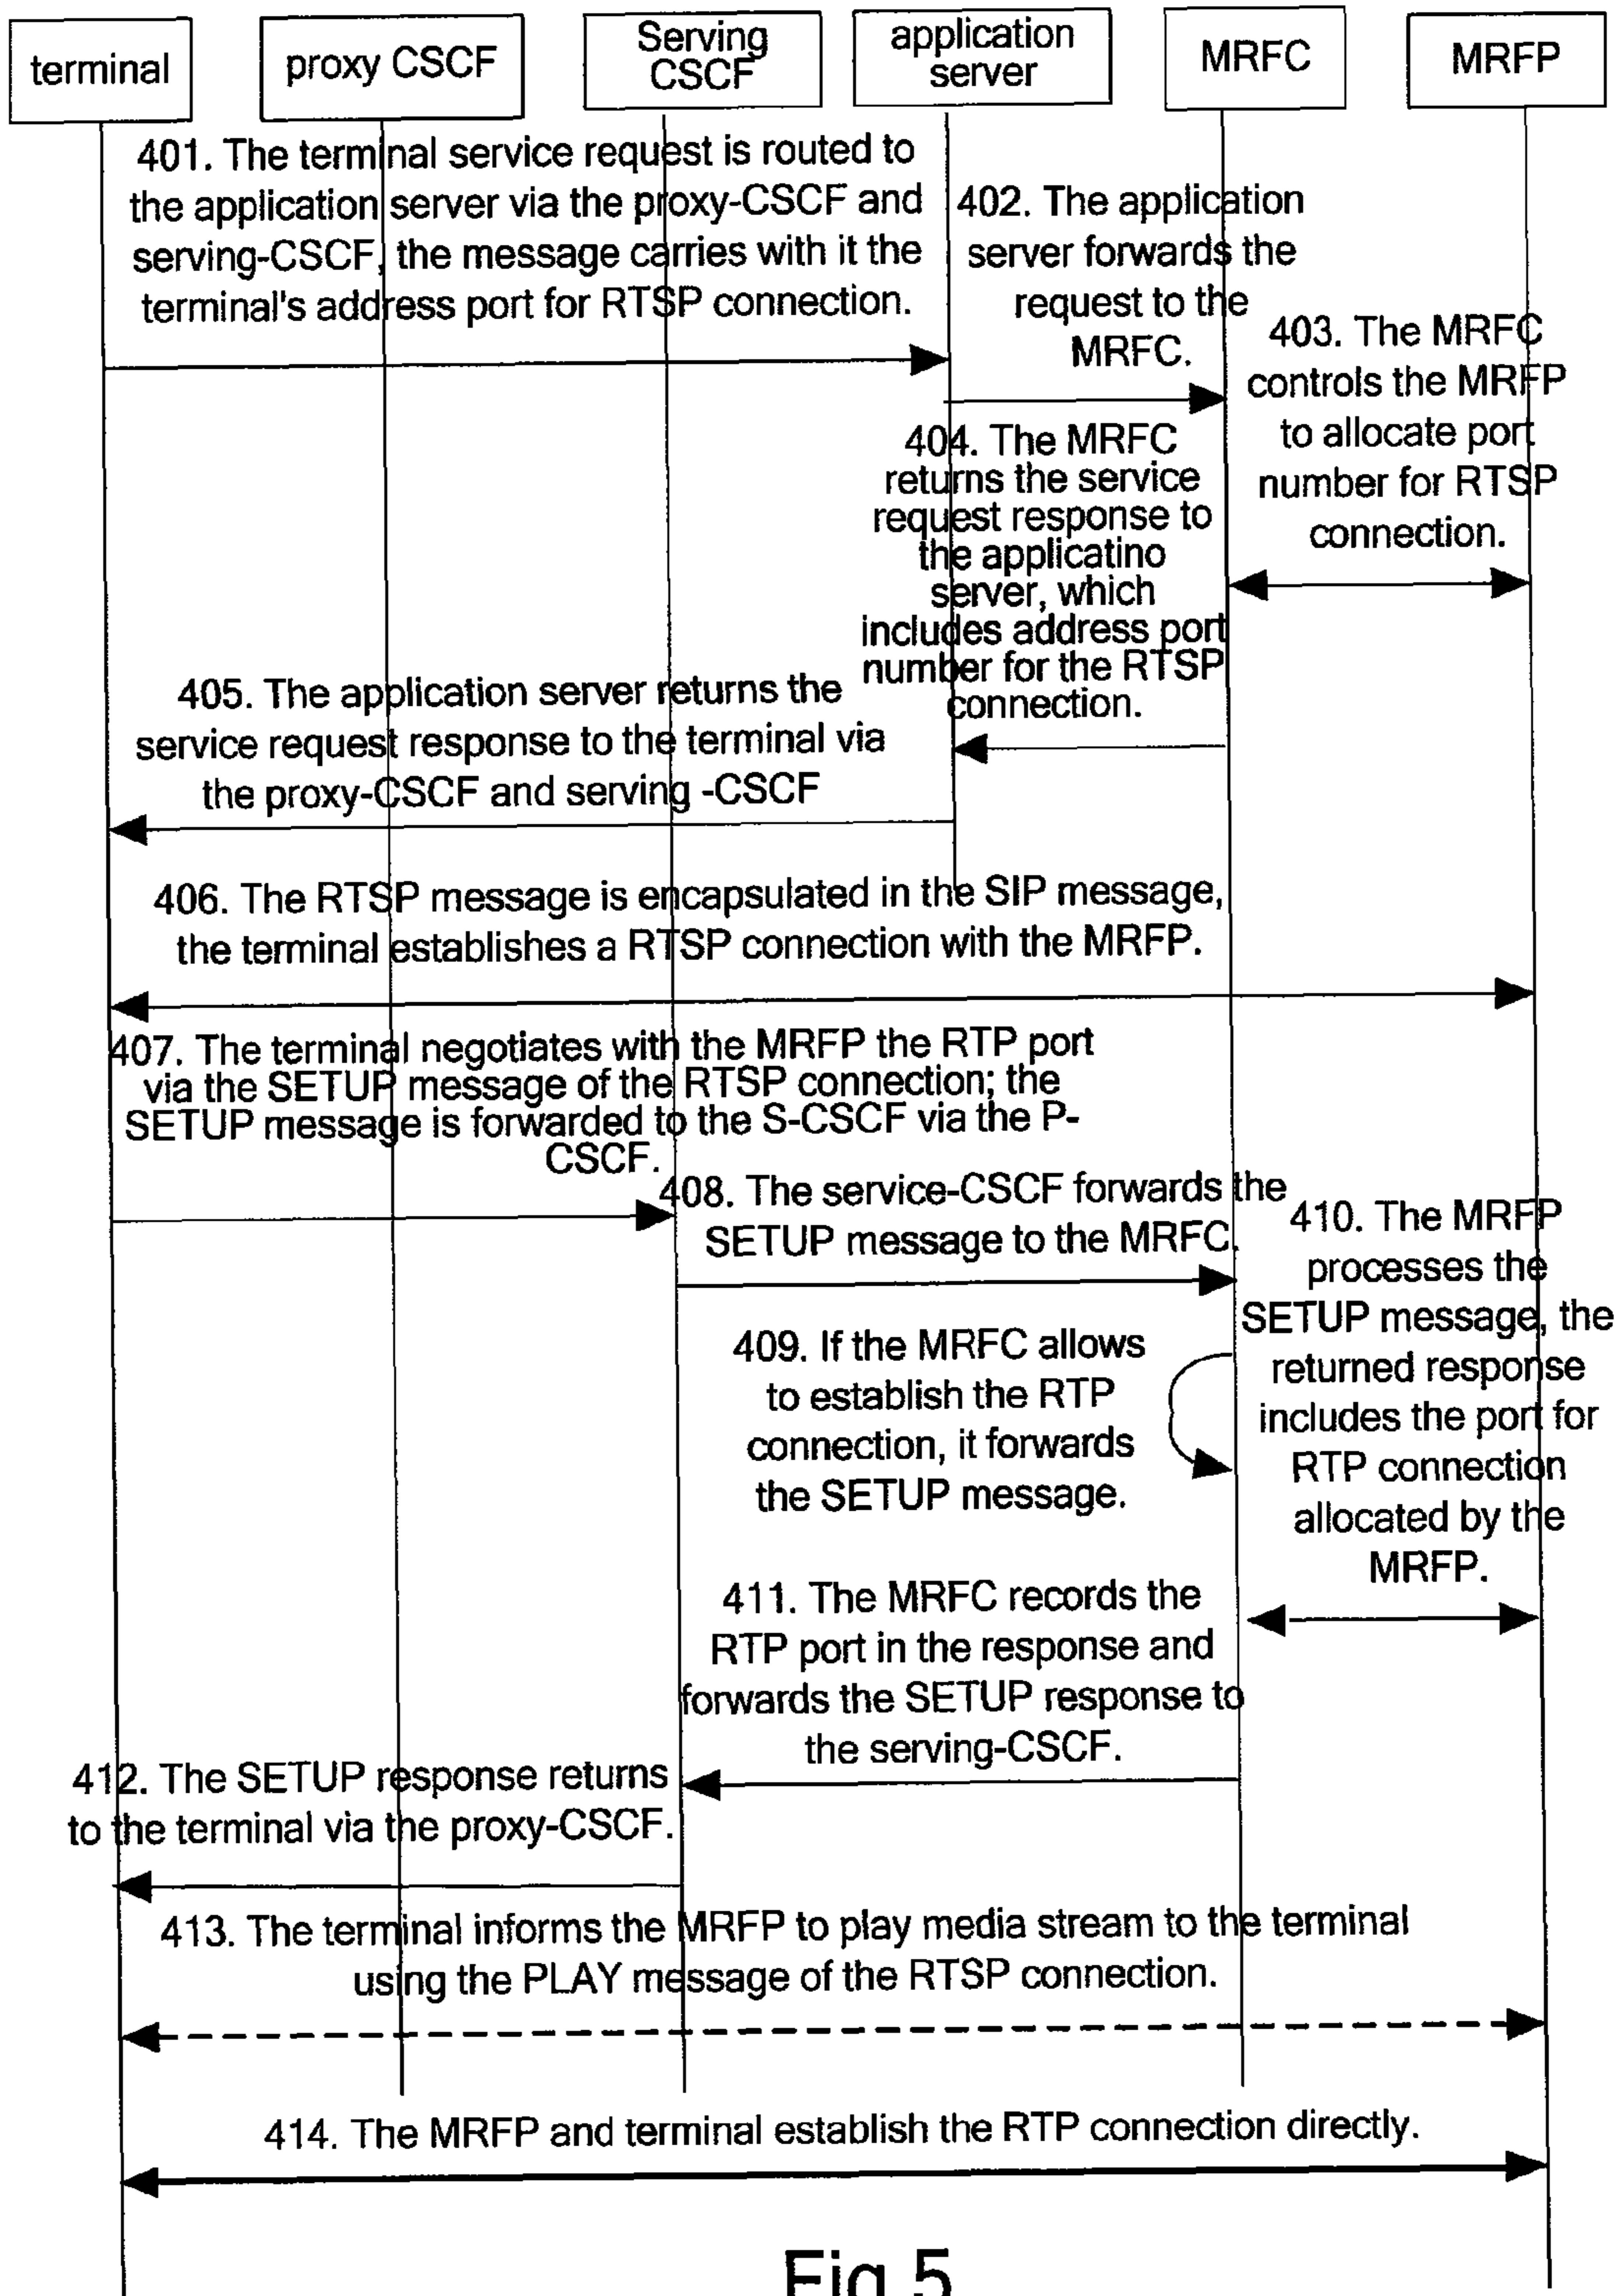 terminal
proxy CSCF
Serving
CSCF
application
server
MRFC
MRFP
401. The terminal service request is routed to
the application server via the proxy-CSCF and
serving-CSCF, the message carries with it the
terminal's address port for RTSP connection.
402. The application
server forwards the
request to the
MRFC.
403. The MRFC
controls the MRFP
to allocate port
number for RTSP
connection.
404. The MRFC
returns the service
request response to
the applicatino
server, which
includes address port
number for the RTSP
connection.
405. The application server returns the
service request response to the terminal via
the proxy-CSCF and serving -CSCF
406. The RTSP message is encapsulated in the SIP message,
the terminal establishes a RTSP connection with the MRFP.
407. The terminal negotiates with the MRFP the RTP port
via the SETUP message of the RTSP connection; the
SETUP message is forwarded to the S-CSCF via the P-
CSCF.
408. The service-CSCF forwards the
SETUP message to the MRFC.
409. If the MRFC allows
to establish the RTP
connection, it forwards
the SETUP message.
410. The MRFP
processes the
SETUP message, the
returned response
includes the port for
RTP connection
allocated by the
MRFP.
411. The MRFC records the
RTP port in the response and
forwards the SETUP response to
the serving-CSCF.
412. The SETUP response returns
to the terminal via the proxy-CSCF.
413. The terminal informs the MRFP to play media stream to the terminal
using the PLAY message of the RTSP connection.
414. The MRFP and terminal establish the RTP connection directly.
Fig.5